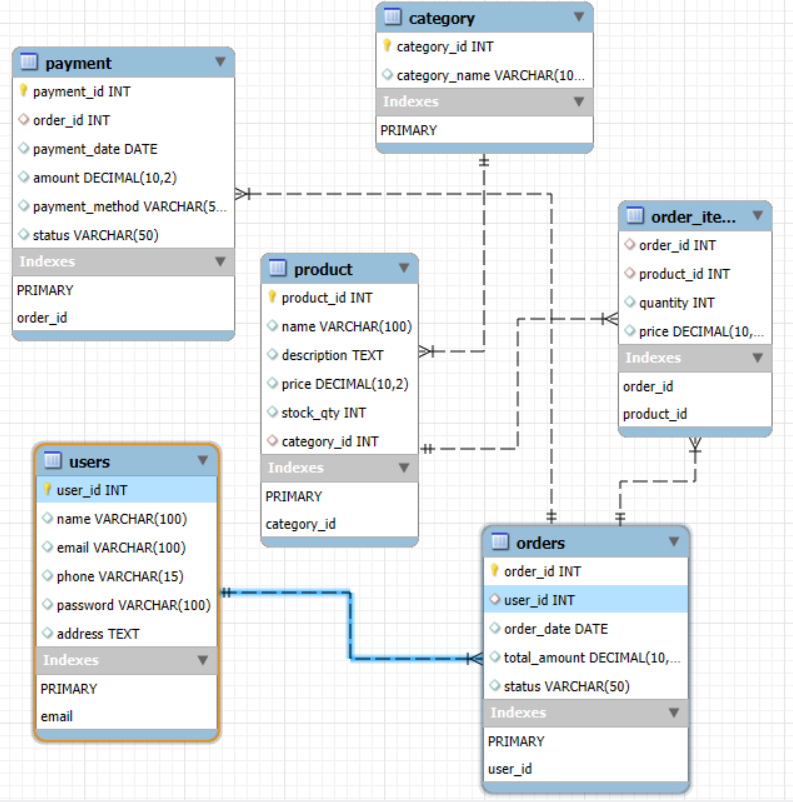 category
category_id INT
category_name VARCHAR(10...
Indexes
PRIMARY
payment
payment_id INT
order_id INT
payment_date DATE
amount DECIMAL(10,2)
payment_method VARCHAR(5...
status VARCHAR(50)
Indexes
PRIMARY
order_id
order_ite...
order_id INT
product_id INT
quantity INT
price DECIMAL(10,...
Indexes
order_id
product_id
product
product_id INT
name VARCHAR(100)
description TEXT
price DECIMAL(10,2)
stock_qty INT
category_id INT
Indexes
PRIMARY
category_id
users
user_id INT
name VARCHAR(100)
email VARCHAR(100)
phone VARCHAR(15)
password VARCHAR(100)
address TEXT
Indexes
PRIMARY
email
orders
order_id INT
user_id INT
order_date DATE
total_amount DECIMAL(10,...
status VARCHAR(50)
Indexes
PRIMARY
user_id